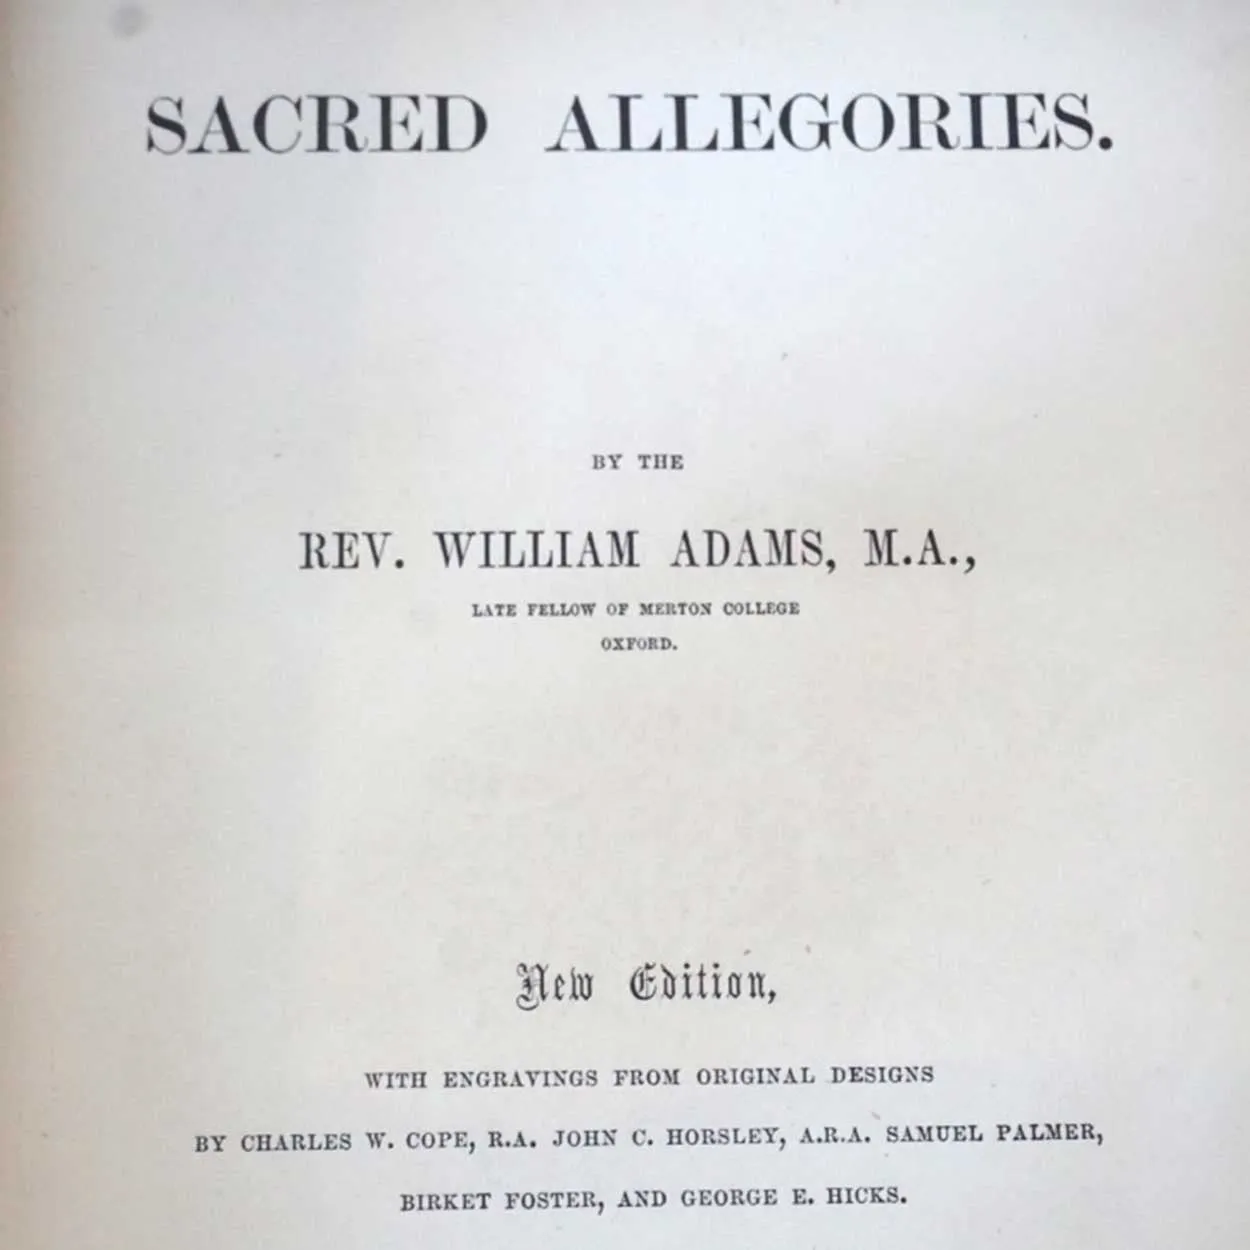 SACRED ALLEGORIES.
BY THE
REV. WILLIAM ADAMS, M.A.,
LATE FELLOW OF MERTON COLLEGE
OXFORD.
New Edition,
WITH ENGRAVINGS FROM ORIGINAL DESIGNS
BY CHARLES W. COPE, R.A. JOHN C. HORSLEY, A.R.A. SAMUEL PALMER,
BIRKET FOSTER, AND GEORGE E. HICKS.